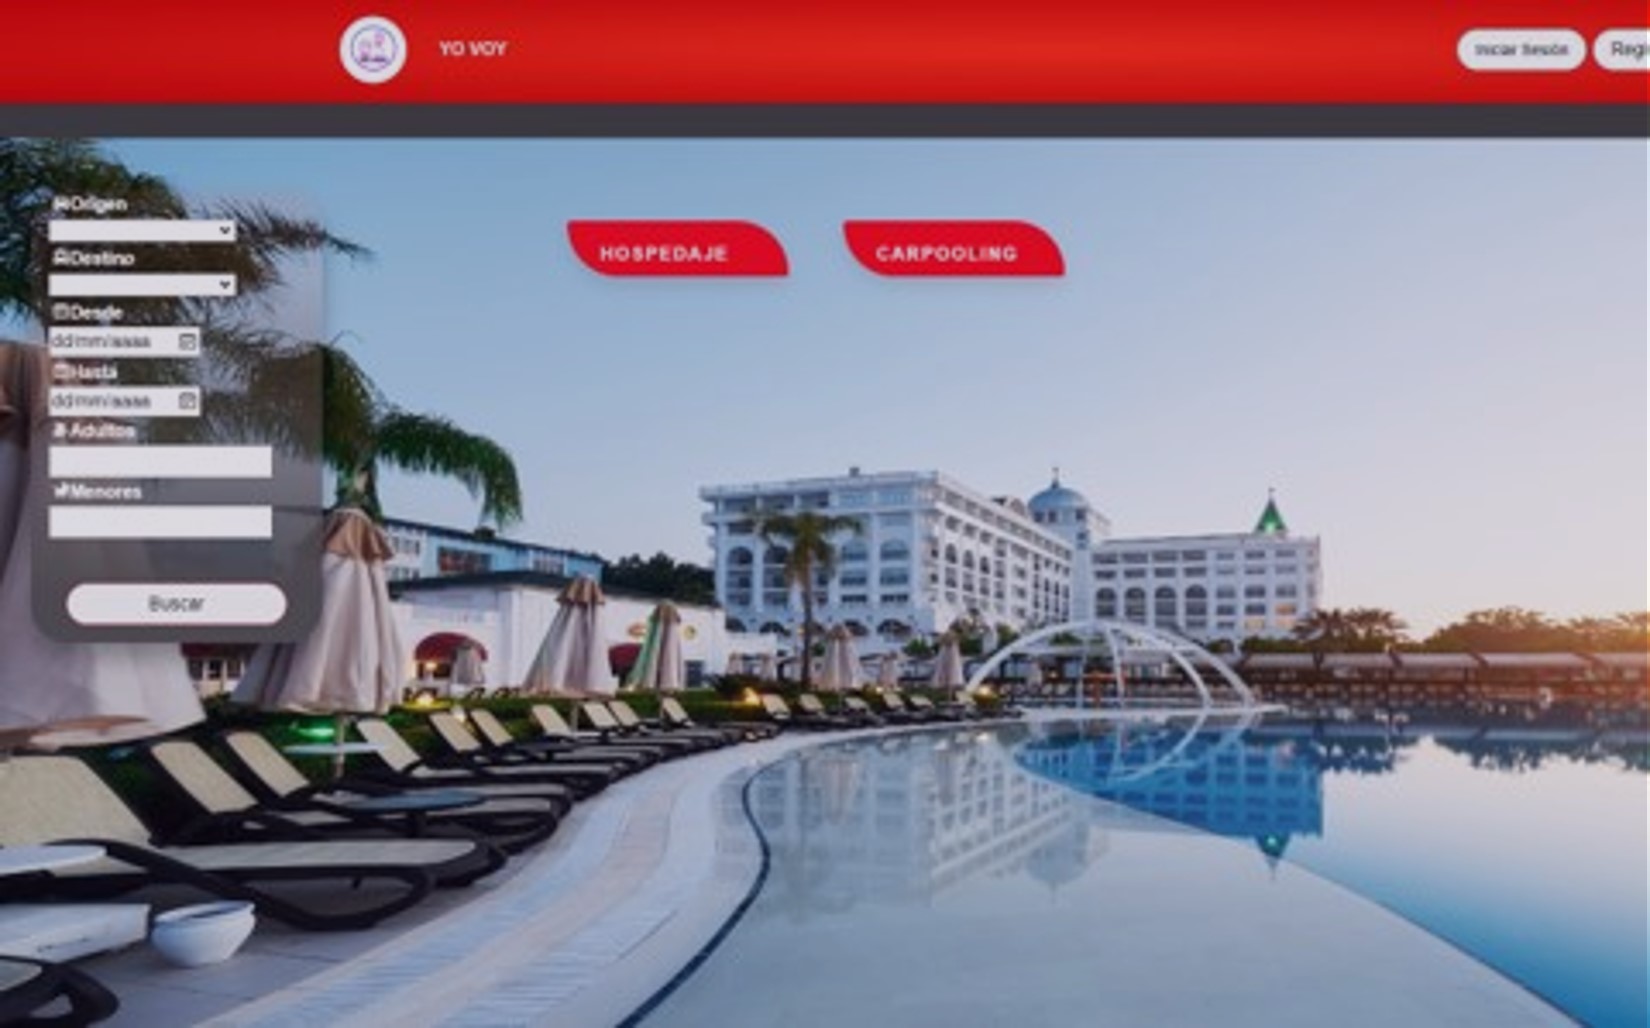 YO VOY
Iniciar Sesión
Origen
HOSPEDAJE
CARPOOLING
Destino
Desde
dd/mm/aaaa
Hasta
dd/mm/aaaa
Adultos
Menores
Buscar